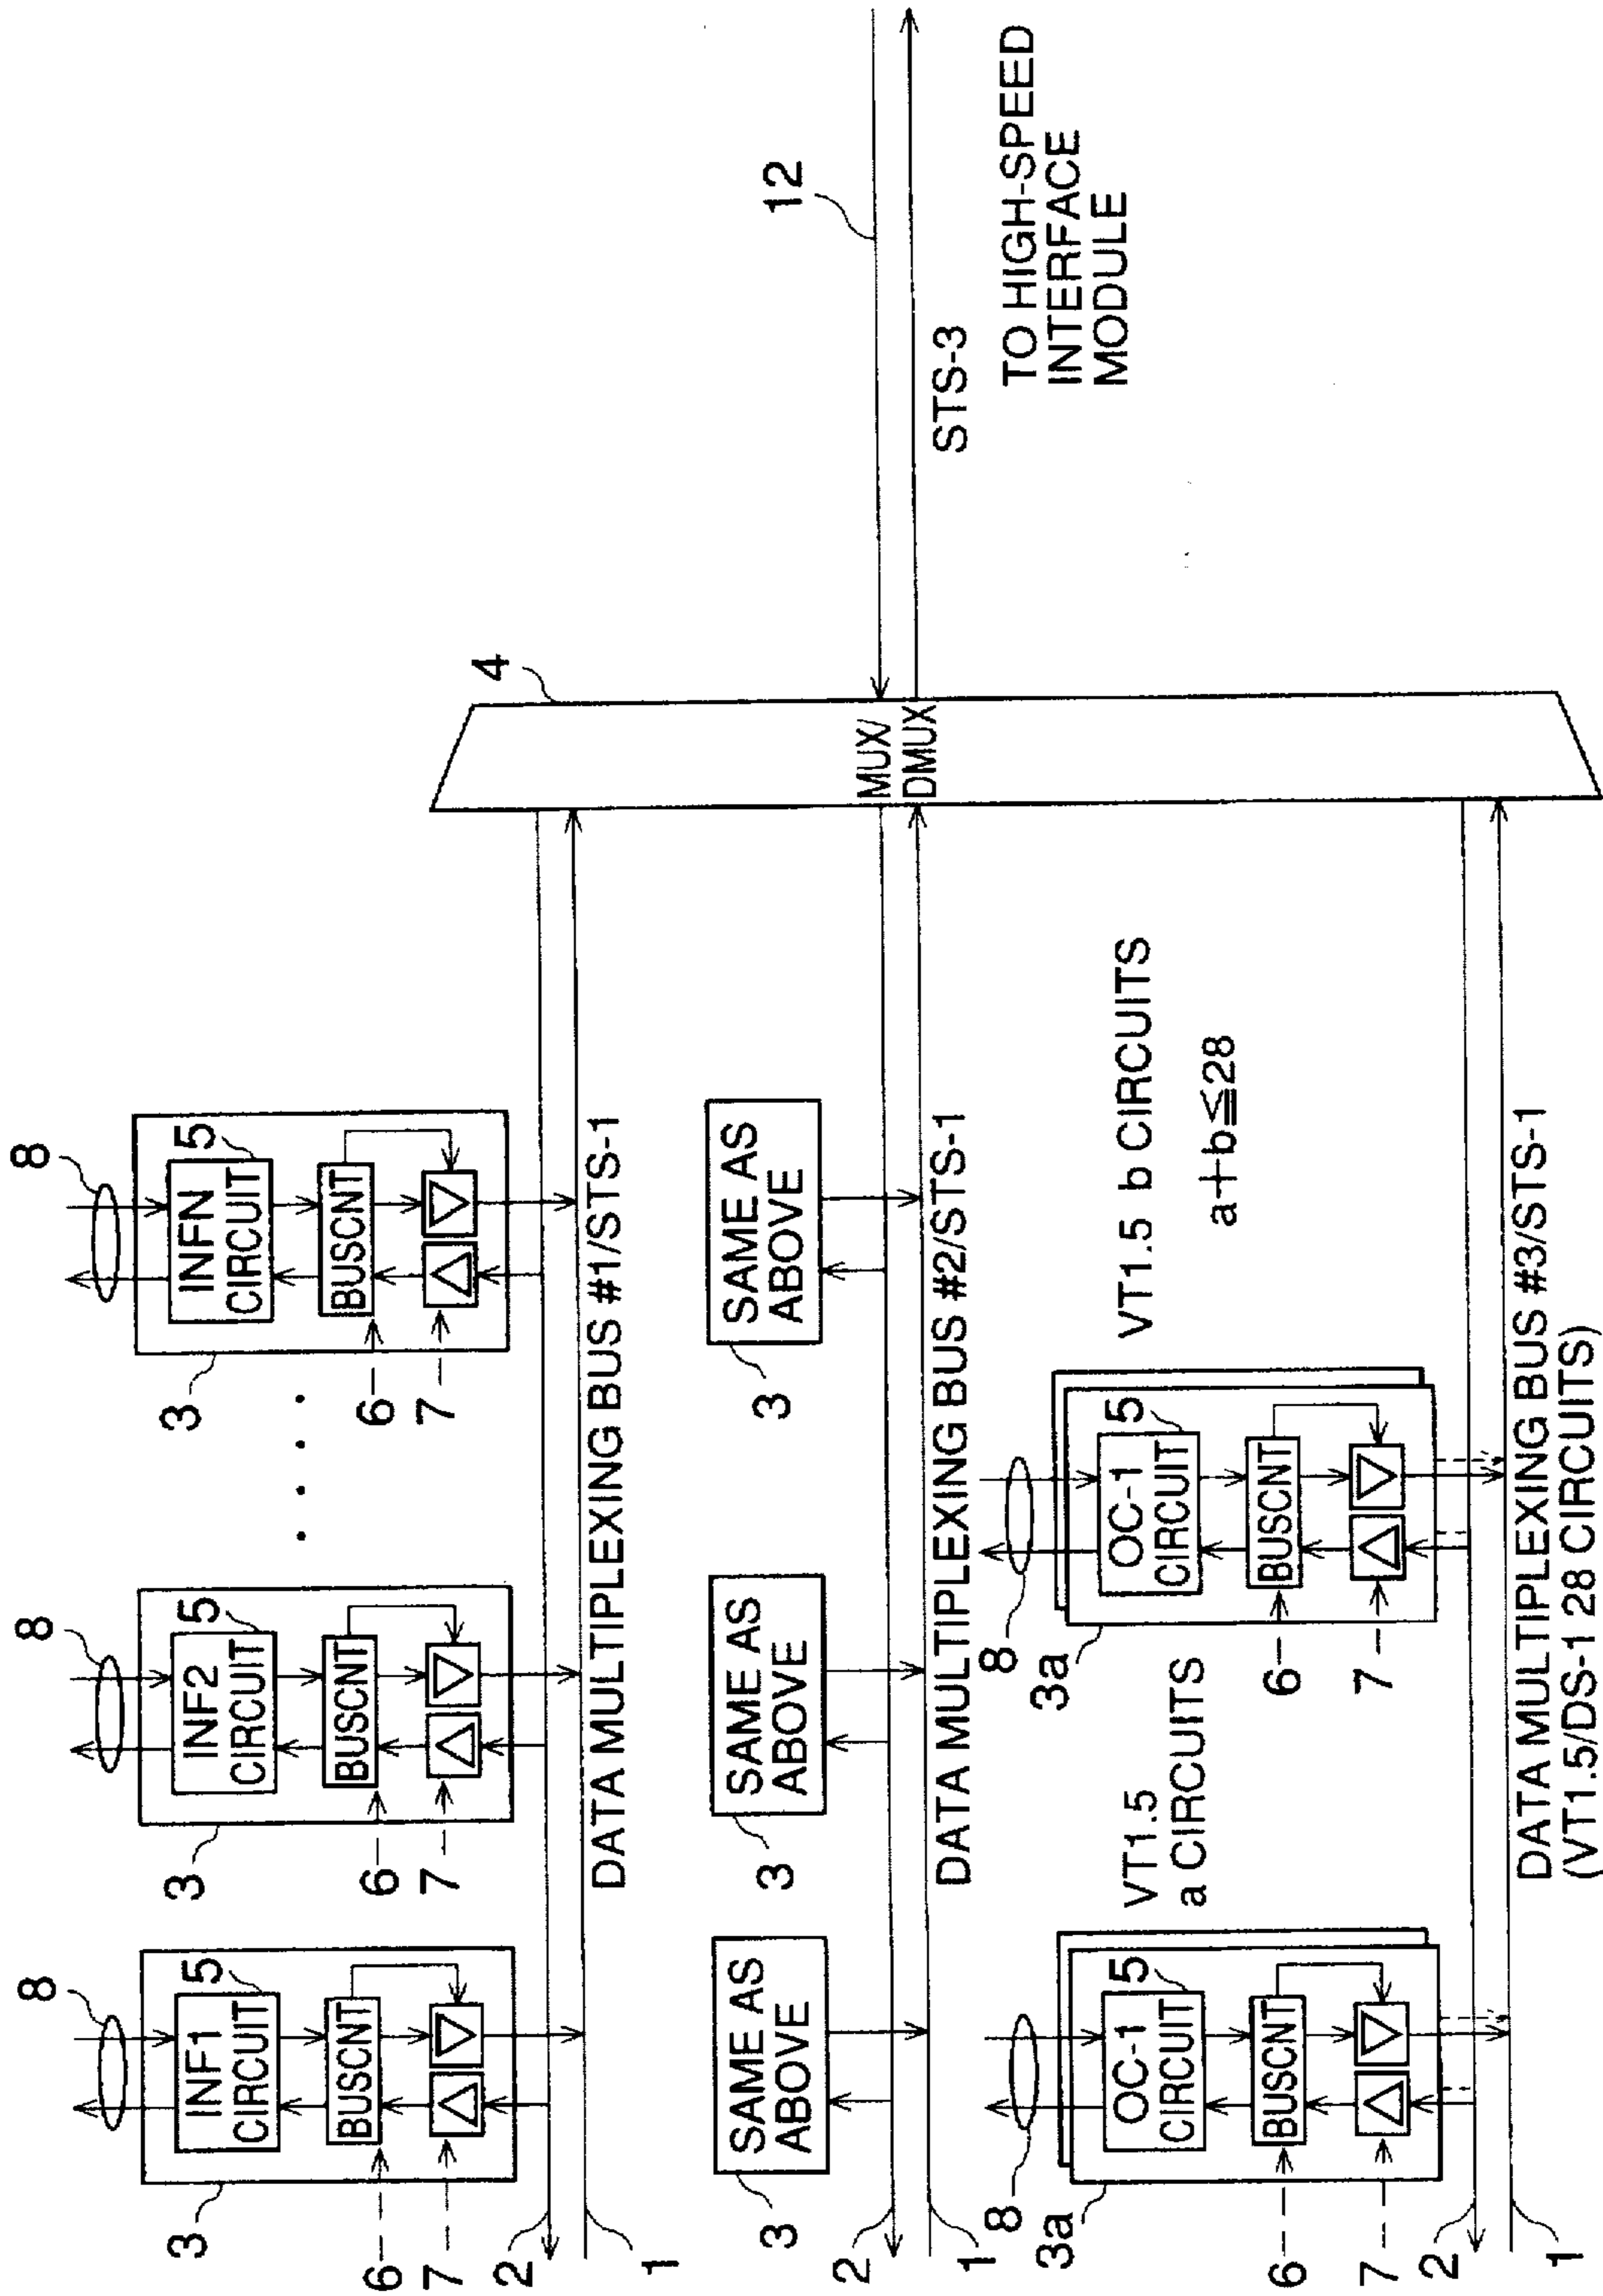 8
8
8
INF1
CIRCUIT
5
INF2
CIRCUIT
5
INFN
CIRCUIT
5
BUSCNT
BUSCNT
BUSCNT
3
3
3
6
6
6
7
7
7
2
1
DATA MULTIPLEXING BUS #1/STS-1
4
12
MUX/
DMUX
STS-3
TO HIGH-SPEED
INTERFACE
MODULE
SAME AS
ABOVE
SAME AS
ABOVE
SAME AS
ABOVE
3
3
3
2
1
DATA MULTIPLEXING BUS #2/STS-1
8
8
3a
3a
OC-1
CIRCUIT
5
OC-1
CIRCUIT
5
VT1.5
a CIRCUITS
VT1.5 b CIRCUITS
a+b≦28
BUSCNT
BUSCNT
6
6
7
7
2
1
DATA MULTIPLEXING BUS #3/STS-1
(VT1.5/DS-1 28 CIRCUITS)